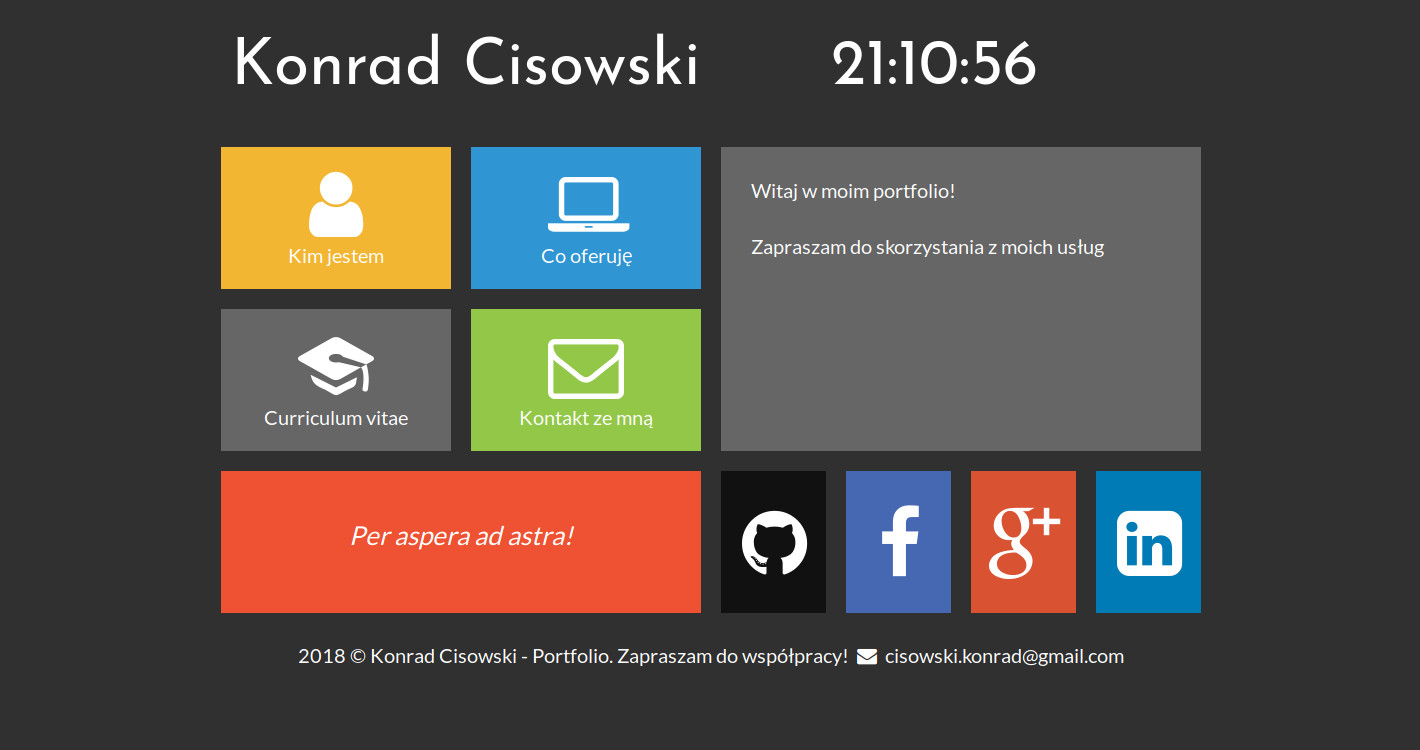 Konrad Cisowski
21:10:56
Kim jestem
Co oferuję
Witaj w moim portfolio!
Zapraszam do skorzystania z moich usług
Curriculum vitae
Kontakt ze mną
Per aspera ad astra!
f
g+
in
2018 © Konrad Cisowski - Portfolio. Zapraszam do współpracy! cisowski.konrad@gmail.com